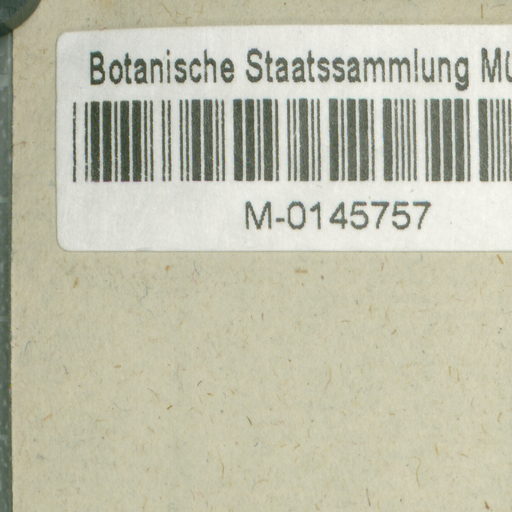 Botanische Staatssammlung MÜ
M-0145757